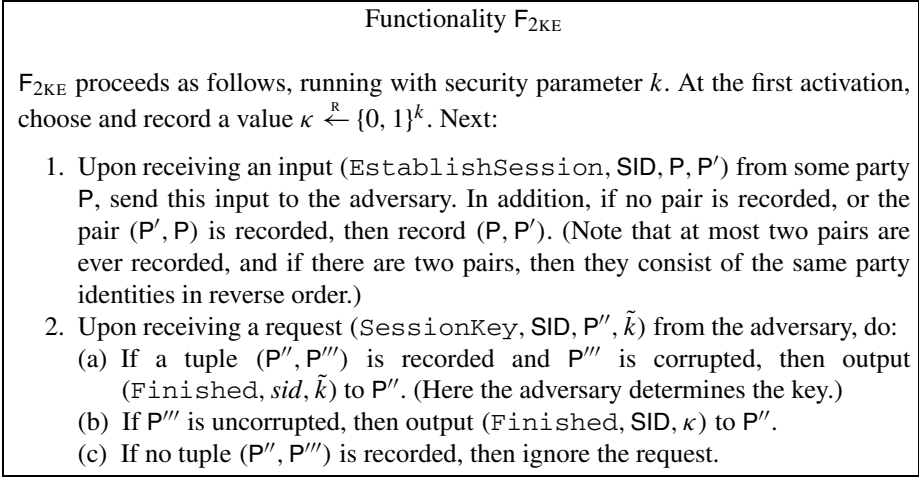 Functionality F₂KE
F₂KE proceeds as follows, running with security parameter k. At the first activation,
choose and record a value κ ←ᴿ {0, 1}ᵏ. Next:
1. Upon receiving an input (EstablishSession, SID, P, P′) from some party
P, send this input to the adversary. In addition, if no pair is recorded, or the
pair (P′, P) is recorded, then record (P, P′). (Note that at most two pairs are
ever recorded, and if there are two pairs, then they consist of the same party
identities in reverse order.)
2. Upon receiving a request (SessionKey, SID, P″, k̃) from the adversary, do:
(a) If a tuple (P″, P‴) is recorded and P‴ is corrupted, then output
(Finished, sid, k̃) to P″. (Here the adversary determines the key.)
(b) If P‴ is uncorrupted, then output (Finished, SID, κ) to P″.
(c) If no tuple (P″, P‴) is recorded, then ignore the request.